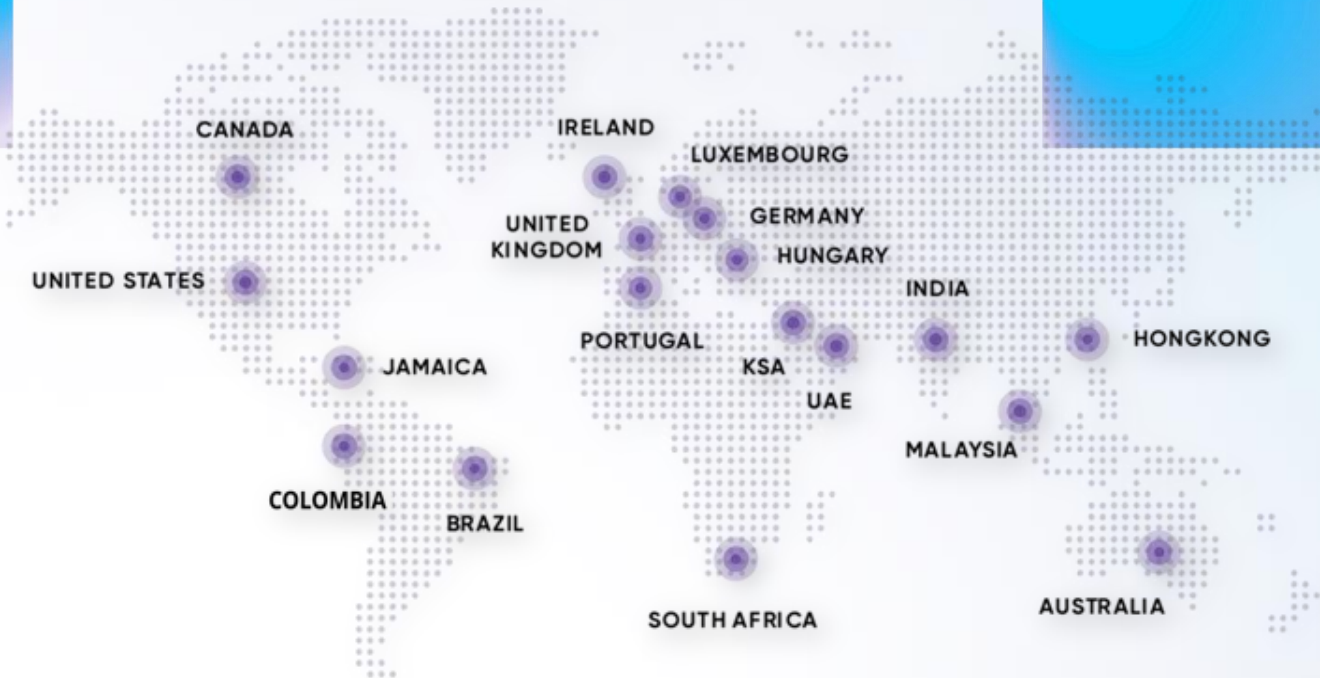 CANADA
IRELAND
LUXEMBOURG
UNITED
KINGDOM
GERMANY
HUNGARY
UNITED STATES
INDIA
PORTUGAL
HONGKONG
JAMAICA
KSA
UAE
MALAYSIA
COLOMBIA
BRAZIL
AUSTRALIA
SOUTH AFRICA